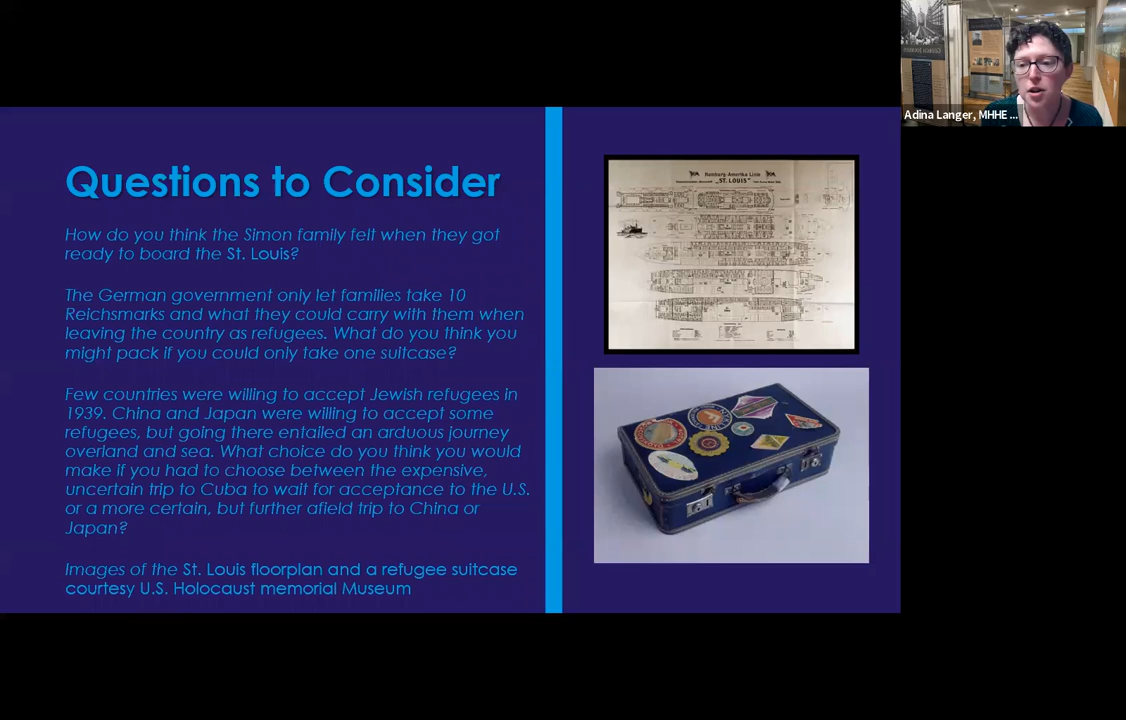 Questions to Consider
How do you think the Simon family felt when they got
ready to board the St. Louis?
The German government only let families take 10
Reichsmarks and what they could carry with them when
leaving the country as refugees. What do you think you
might pack if you could only take one suitcase?
Few countries were willing to accept Jewish refugees in
1939. China and Japan were willing to accept some
refugees, but going there entailed an arduous journey
overland and sea. What choice do you think you would
make if you had to choose between the expensive,
uncertain trip to Cuba to wait for acceptance to the U.S.
or a more certain, but further afield trip to China or
Japan?
Images of the St. Louis floorplan and a refugee suitcase
courtesy U.S. Holocaust memorial Museum
Hamburg-Amerika Linie
"ST. LOUIS"
Adina Langer, MHHE ...